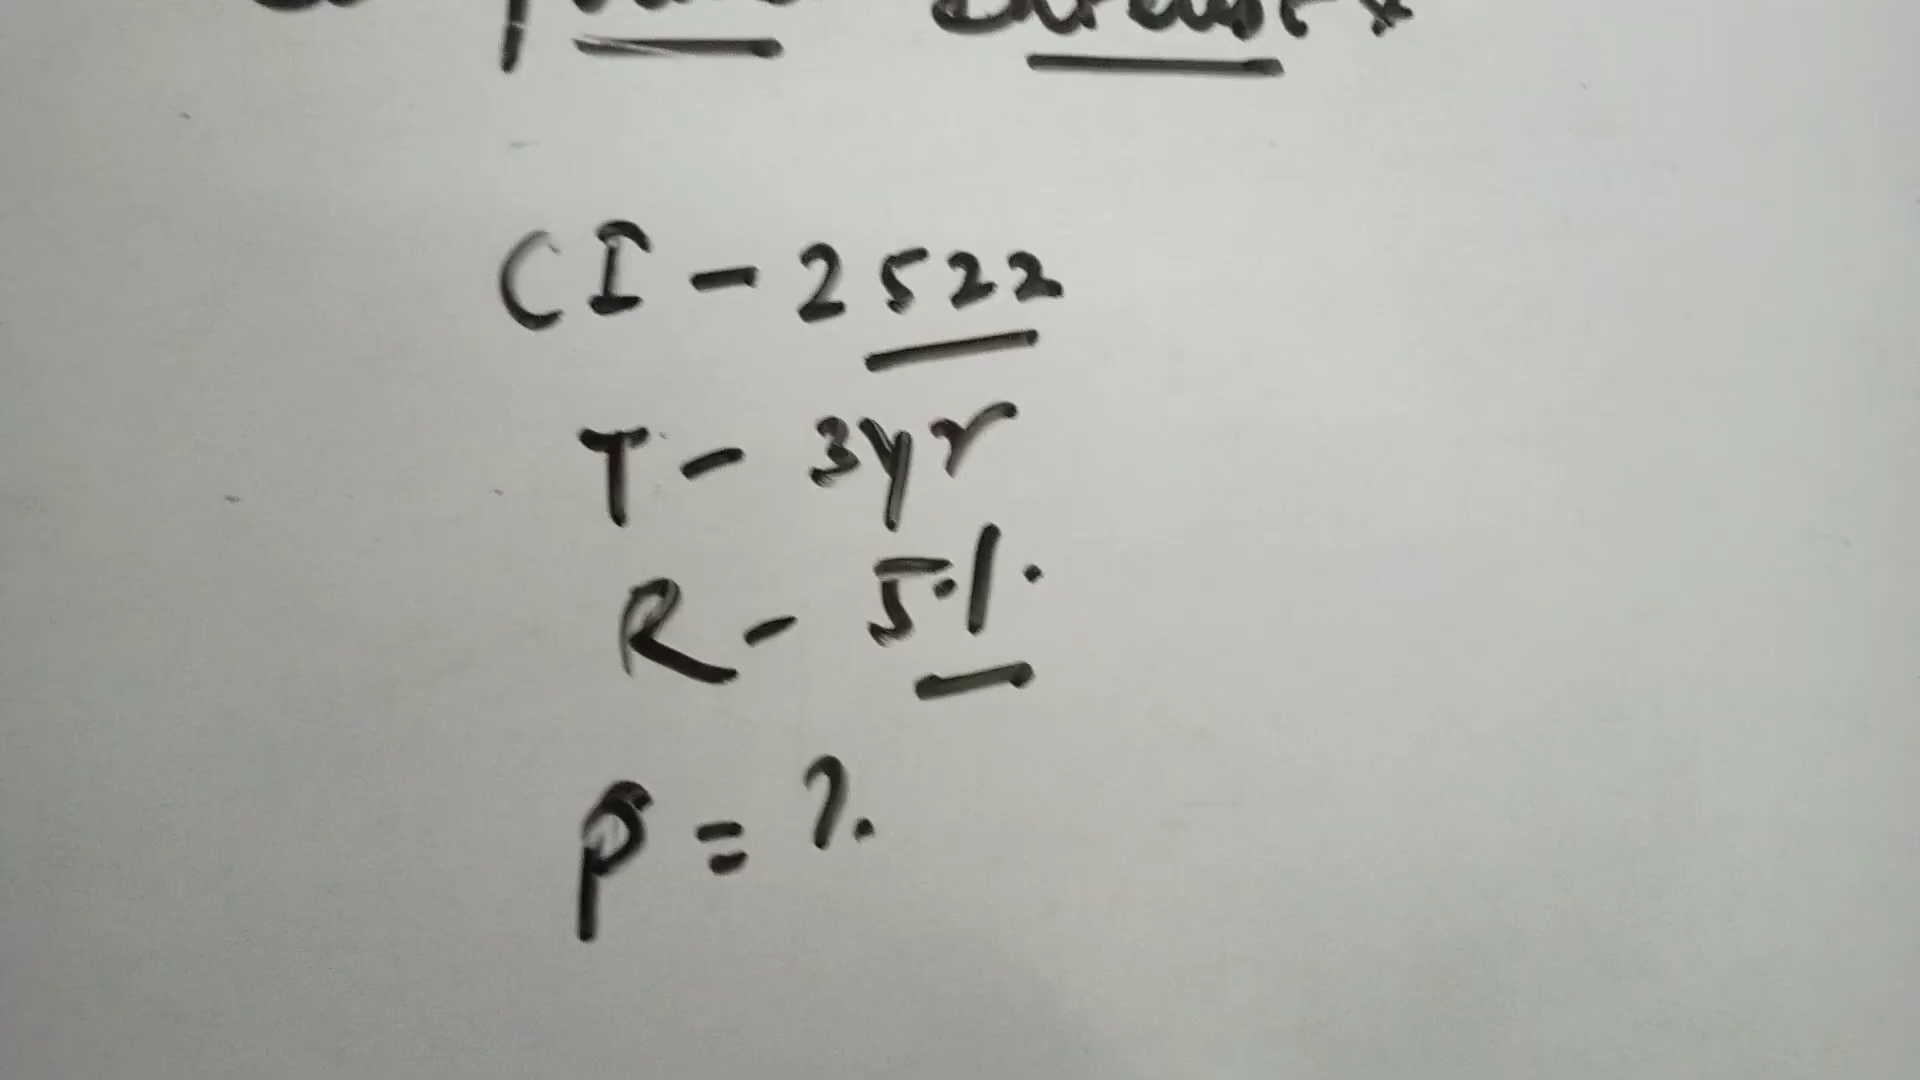 CI - 2522
T - 3yr
R - 5%
P = ?